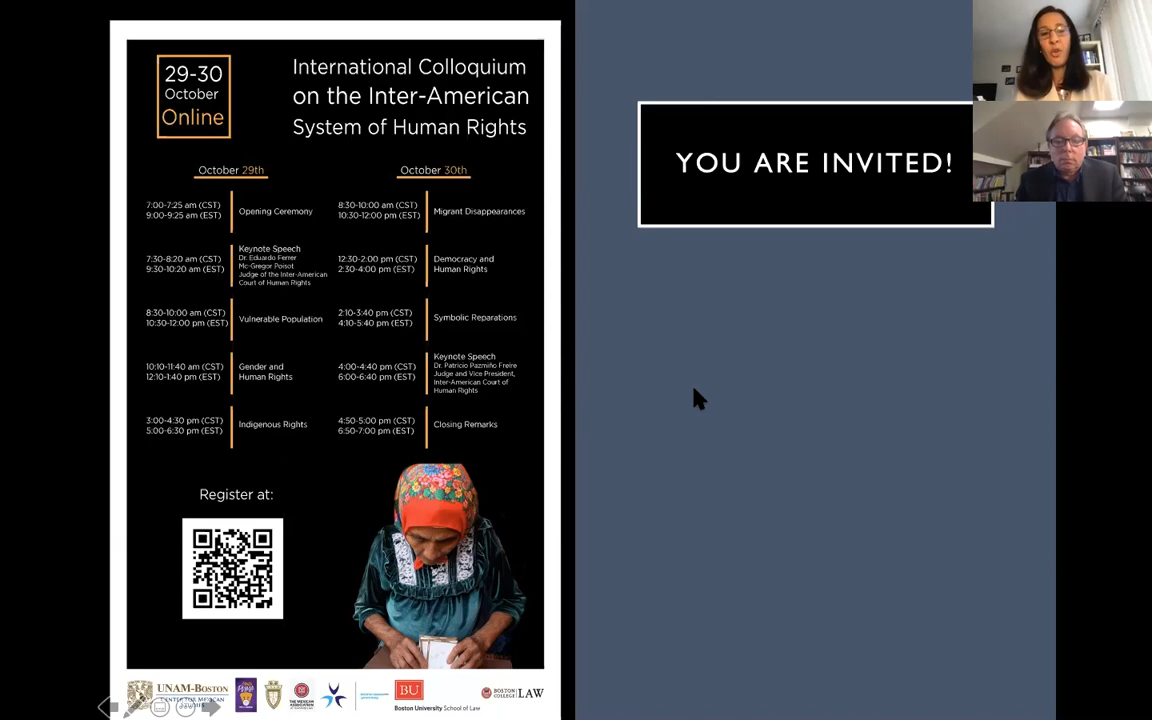 29-30
October
Online
International Colloquium
on the Inter-American
System of Human Rights
October 29th
7:00-7:25 am (CST)
9:00-9:25 am (EST)
Opening Ceremony
7:30-8:20 am (CST)
9:30-10:20 am (EST)
Keynote Speech
Dr. Eduardo Ferrer
Mc-Gregor Poisot
Judge of the Inter-American
Court of Human Rights
8:30-10:00 am (CST)
10:30-12:00 pm (EST)
Vulnerable Population
10:10-11:40 am (CST)
12:10-1:40 pm (EST)
Gender and
Human Rights
3:00-4:30 pm (CST)
5:00-6:30 pm (EST)
Indigenous Rights
October 30th
8:30-10:00 am (CST)
10:30-12:00 pm (EST)
Migrant Disappearances
12:30-2:00 pm (CST)
2:30-4:00 pm (EST)
Democracy and
Human Rights
2:10-3:40 pm (CST)
4:10-5:40 pm (EST)
Symbolic Reparations
4:00-4:40 pm (CST)
6:00-6:40 pm (EST)
Keynote Speech
Dr. Patricio Pazmiño Freire
Judge and Vice President,
Inter-American Court of
Human Rights
4:50-5:00 pm (CST)
6:50-7:00 pm (EST)
Closing Remarks
Register at:
UNAM-Boston
CENTER FOR MEXICAN
STUDIES
BU
Boston University School of Law
BOSTON
COLLEGE
LAW
YOU ARE INVITED!